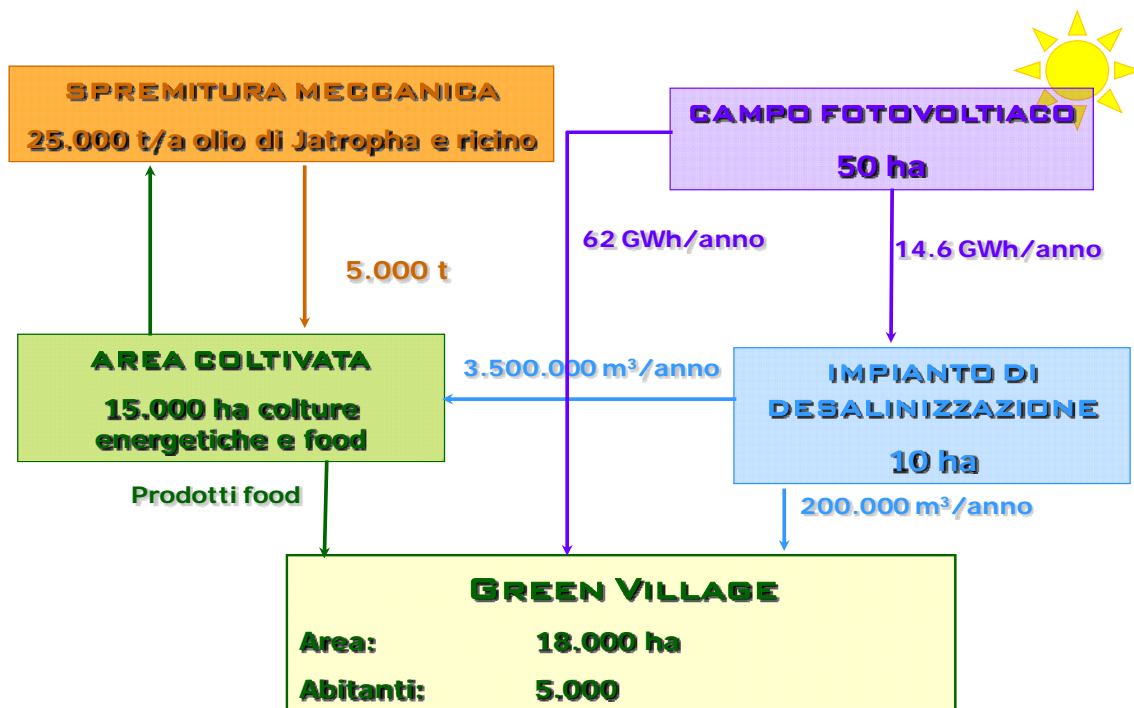 SPREMITURA MECCANICA
25.000 t/a olio di Jatropha e ricino
CAMPO FOTOVOLTIACO
50 ha
62 GWh/anno
14.6 GWh/anno
5.000 t
AREA COLTIVATA
15.000 ha colture
energetiche e food
3.500.000 m³/anno
IMPIANTO DI
DESALINIZZAZIONE
10 ha
Prodotti food
200.000 m³/anno
GREEN VILLAGE
Area: 18.000 ha
Abitanti: 5.000